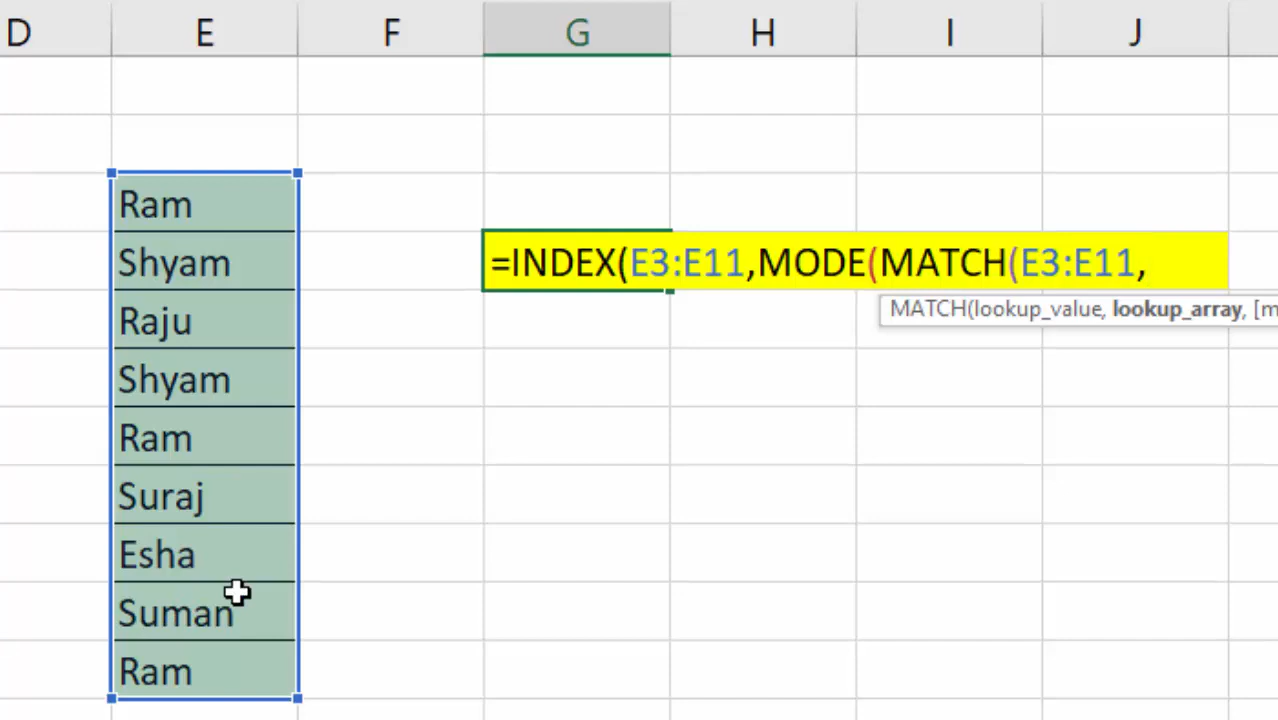 D E F G H I J
Ram
Shyam
=INDEX(E3:E11,MODE(MATCH(E3:E11,
MATCH(lookup_value, lookup_array, [m
Raju
Shyam
Ram
Suraj
Esha
Suman
Ram